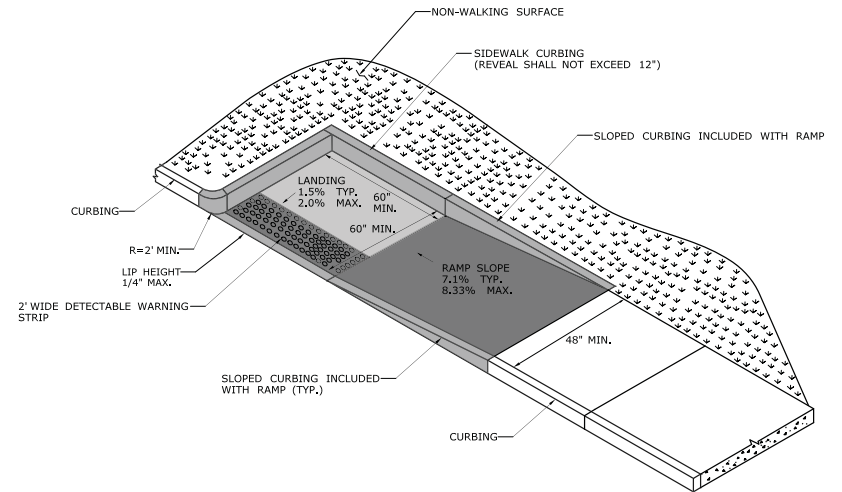 NON-WALKING SURFACE
SIDEWALK CURBING
(REVEAL SHALL NOT EXCEED 12")
SLOPED CURBING INCLUDED WITH RAMP
LANDING
1.5% TYP.
2.0% MAX.
60"
MIN.
60" MIN.
CURBING
R=2' MIN.
LIP HEIGHT
1/4" MAX.
RAMP SLOPE
7.1% TYP.
8.33% MAX.
2' WIDE DETECTABLE WARNING
STRIP
48" MIN.
SLOPED CURBING INCLUDED
WITH RAMP (TYP.)
CURBING